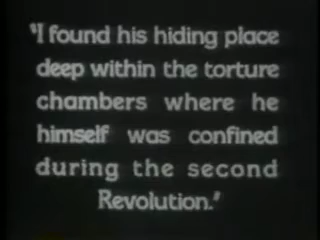 "I found his hiding place
deep within the torture
chambers where he
himself was confined
during the second
Revolution."